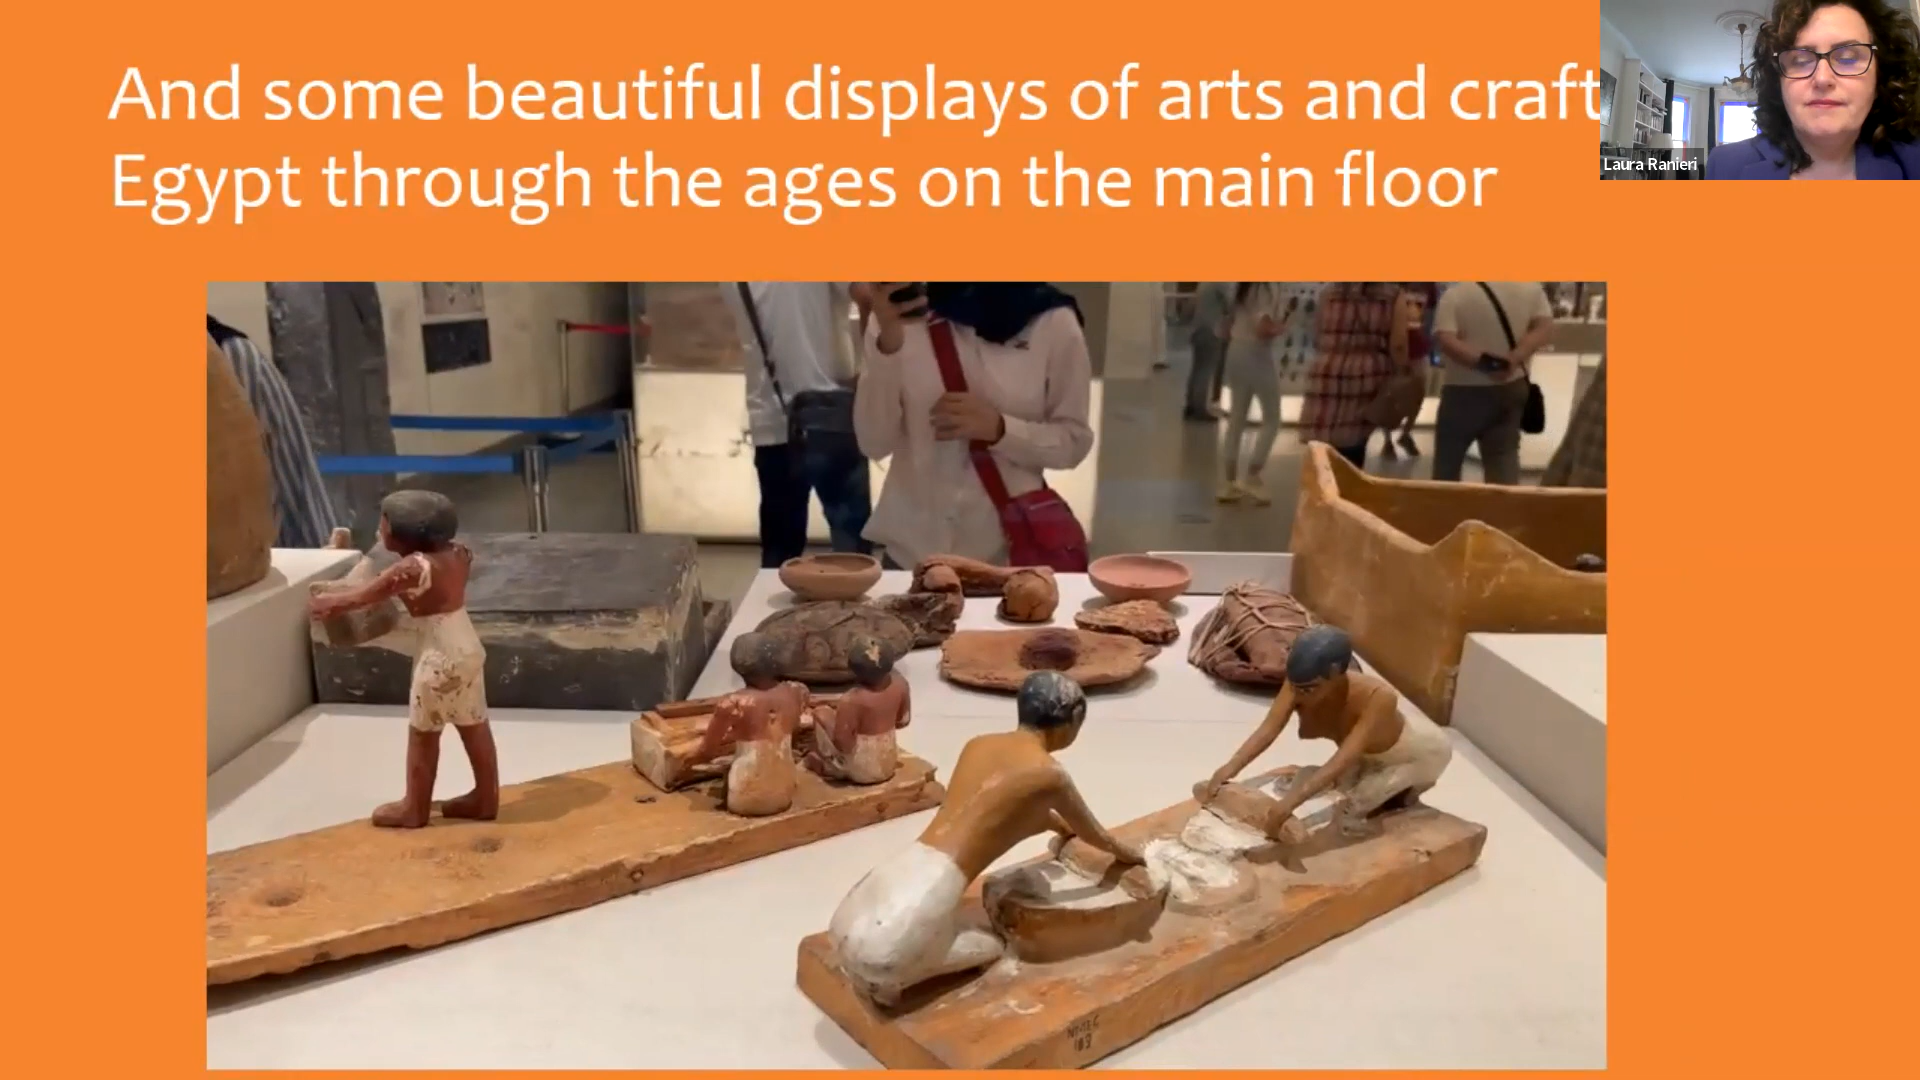 And some beautiful displays of arts and craft
Egypt through the ages on the main floor
Laura Ranieri